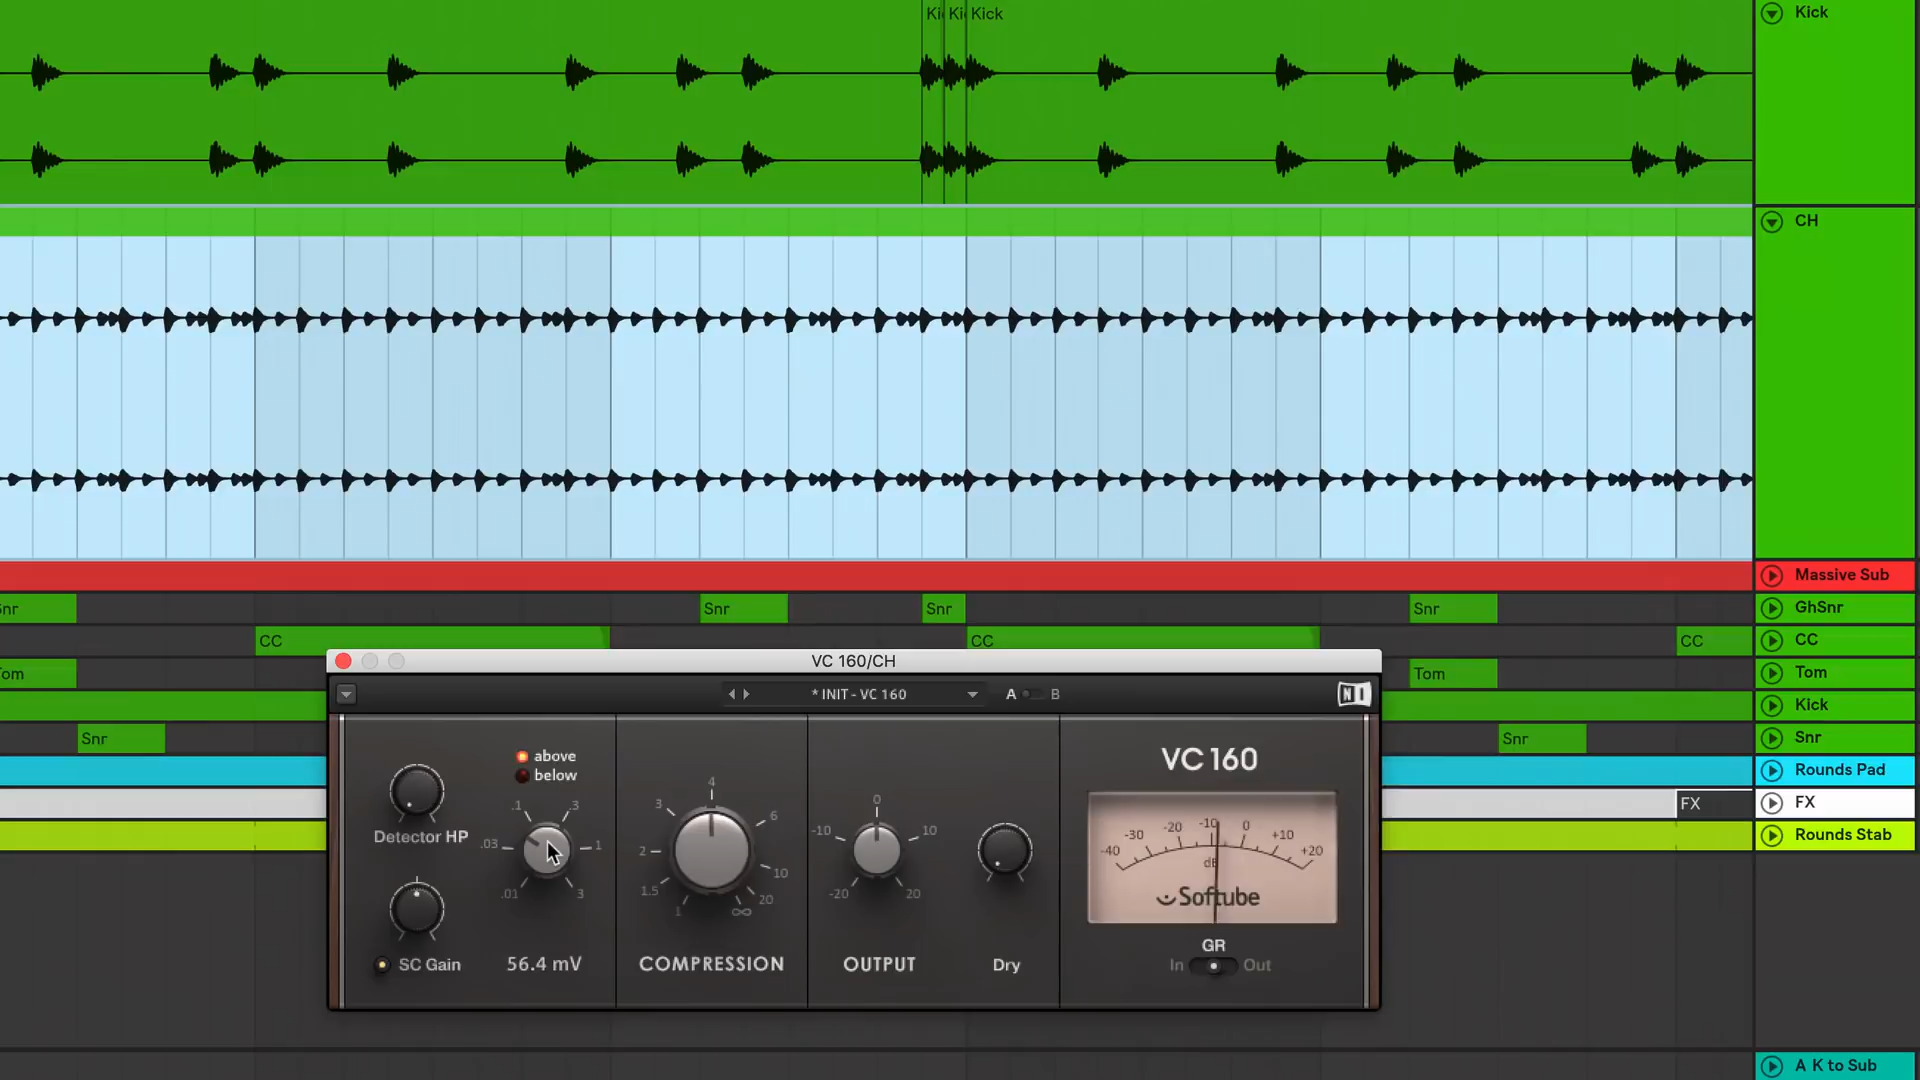 Ki Ki Kick
Kick
CH
Massive Sub
Snr
Snr
Snr
Snr
GhSnr
CC
CC
CC
CC
om
Tom
Tom
Kick
Snr
Snr
Snr
Rounds Pad
FX
FX
Rounds Stab
A K to Sub
VC 160/CH
* INIT - VC 160
A
B
NI
above
below
Detector HP
.01
.03
.1
.3
1
3
SC Gain
56.4 mV
1
1.5
2
3
4
6
10
20
∞
COMPRESSION
-20
-10
0
10
20
OUTPUT
Dry
VC 160
-40
-30
-20
-10
0
+10
+20
dB
Softube
GR
In
Out